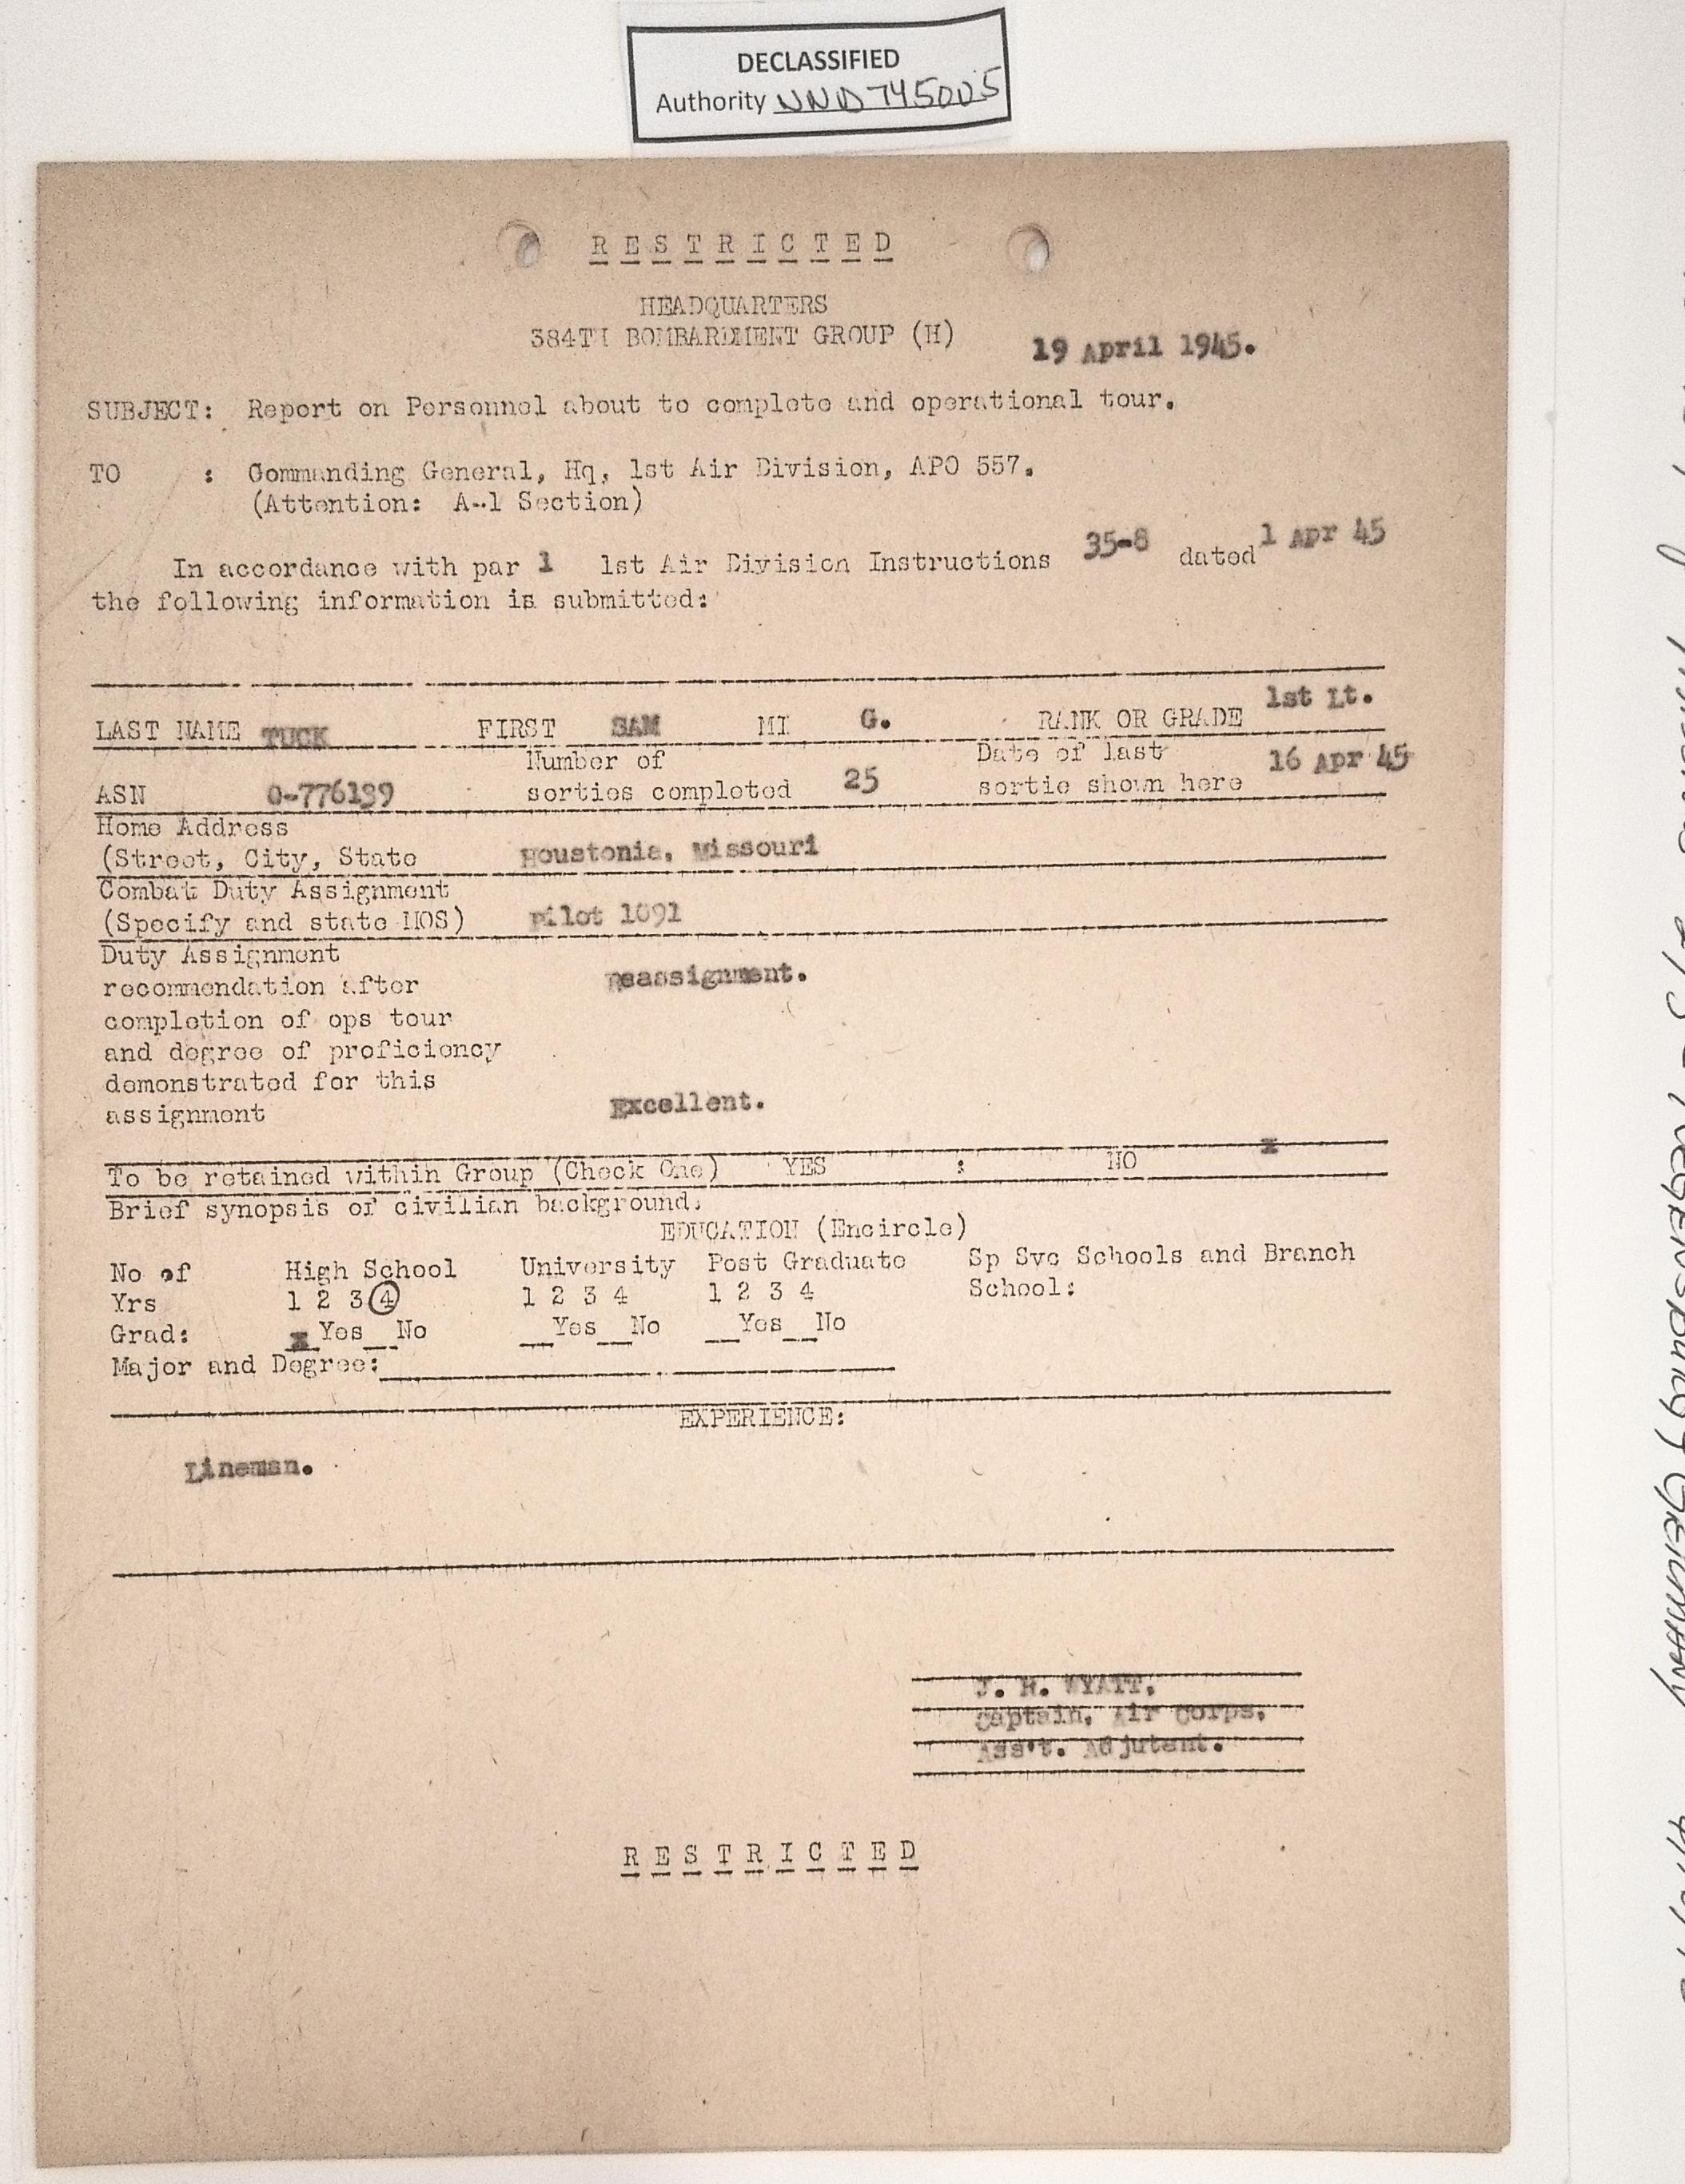 DECLASSIFIED
Authority NND745005
RESTRICTED
HEADQUARTERS
384TH BOMBARDMENT GROUP (H)
19 April 1945.
SUBJECT: Report on Personnel about to complete and operational tour.
TO : Commanding General, Hq, 1st Air Division, APO 557.
(Attention: A-1 Section)
In accordance with par 1 1st Air Division Instructions 35-8 dated 1 Apr 45
the following information is submitted:
LAST NAME TUCK FIRST SAM MI G. RANK OR GRADE 1st Lt.
Number of Date of last
ASN O-776139 sorties completed 25 sortie shown here 16 Apr 45
Home Address
(Street, City, State Houstonia, Missouri
Combat Duty Assignment
(Specify and state MOS) Pilot 1091
Duty Assignment
recommendation after Reassignment.
completion of ops tour
and degree of proficiency
demonstrated for this
assignment Excellent.
To be retained within Group (Check One) YES : NO x
Brief synopsis of civilian background.
EDUCATION (Encircle)
No of High School University Post Graduate Sp Svc Schools and Branch
Yrs 1 2 3 4 1 2 3 4 1 2 3 4 School:
Grad: x Yes __No __Yes__No __Yes__No
Major and Degree:
EXPERIENCE:
Lineman.
J. H. WYATT,
Captain, Air Corps,
Ass't. Adjutant.
RESTRICTED
REGENSBURG, GERMANY